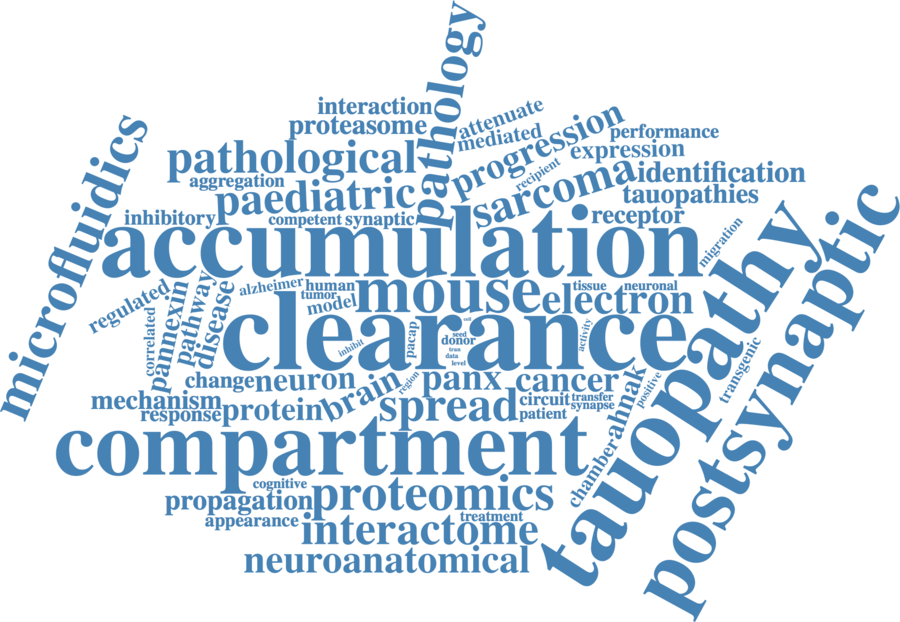 pathology
interaction
attenuate
proteasome
mediated
progression
performance
microfluidics
pathological
expression
recipient
identification
aggregation
sarcoma
paediatric
tauopathies
inhibitory
competent
synaptic
receptor
accumulation
migration
tauopathy
postsynaptic
alzheimer
human
tissue
neuronal
regulated
pannexin
pathway
disease
tumor
model
mouse
electron
correlated
clearance
cell
seed
donor
tran
data
level
pacap
inhibit
activity
region
change
neuron
brain
panx
cancer
ahnak
positive
transgenic
mechanism
response
protein
spread
circuit
transfer
synapse
patient
compartment
chamber
cognitive
propagation
proteomics
appearance
interactome
treatment
neuroanatomical